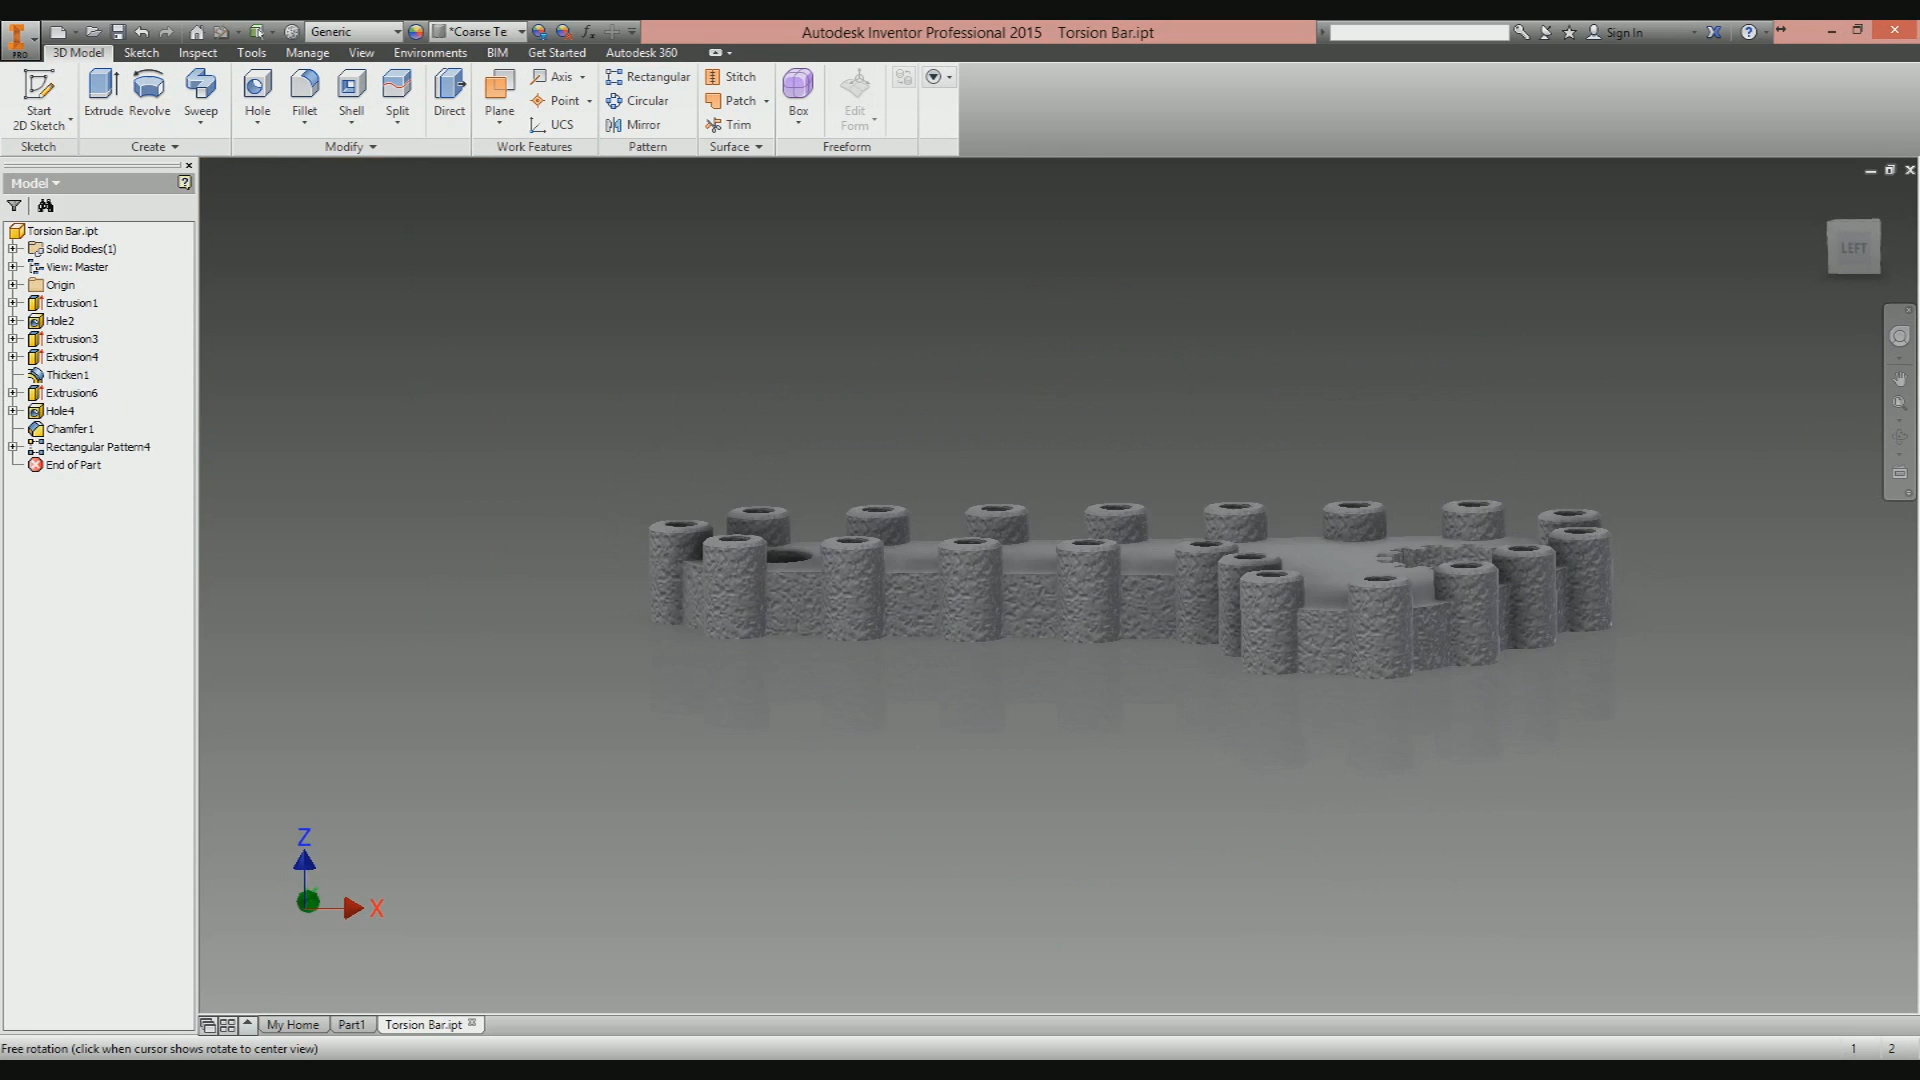 Generic
*Coarse Te
Autodesk Inventor Professional 2015 Torsion Bar.ipt
Sign In
PRO
3D Model Sketch Inspect Tools Manage View Environments BIM Get Started Autodesk 360
Start
2D Sketch
Extrude
Revolve
Sweep
Hole
Fillet
Shell
Split
Direct
Plane
Axis
Point
UCS
Rectangular
Circular
Mirror
Stitch
Patch
Trim
Box
Edit
Form
Sketch
Create
Modify
Work Features
Pattern
Surface
Freeform
Model
Torsion Bar.ipt
Solid Bodies(1)
View: Master
Origin
Extrusion1
Hole2
Extrusion3
Extrusion4
Thicken1
Extrusion6
Hole4
Chamfer1
Rectangular Pattern4
End of Part
LEFT
Z
X
My Home
Part1
Torsion Bar.ipt
Free rotation (click when cursor shows rotate to center view)
1 2